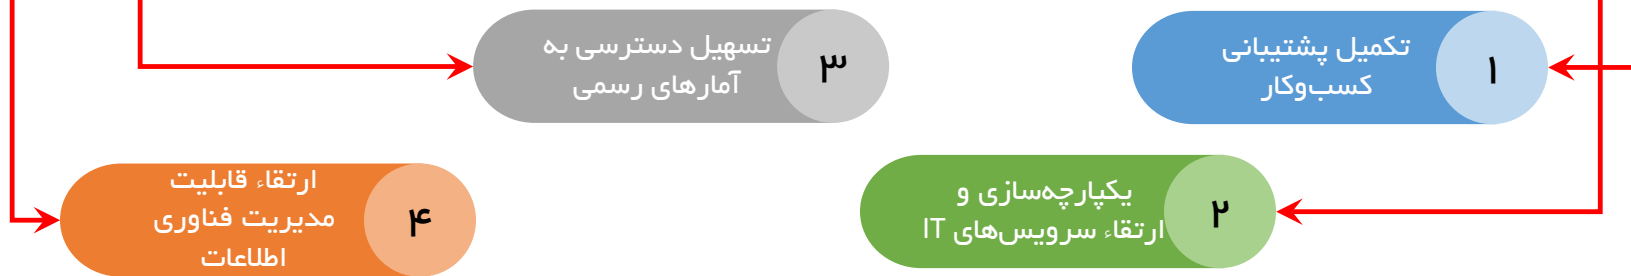 ۱
تکمیل پشتیبانی
کسب‌وکار
۲
یکپارچه‌سازی و
ارتقاء سرویس‌های IT
۳
تسهیل دسترسی به
آمارهای رسمی
۴
ارتقاء قابلیت
مدیریت فناوری
اطلاعات